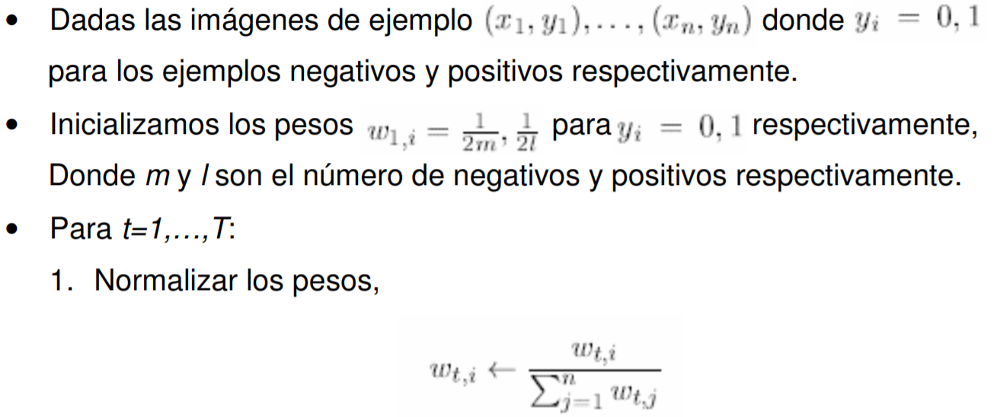 • Dadas las imágenes de ejemplo $(x_1, y_1), \ldots, (x_n, y_n)$ donde $y_i = 0, 1$
para los ejemplos negativos y positivos respectivamente.
• Inicializamos los pesos $w_{1,i} = \frac{1}{2m}, \frac{1}{2l}$ para $y_i = 0, 1$ respectivamente,
Donde m y l son el número de negativos y positivos respectivamente.
• Para t=1,…,T:
1. Normalizar los pesos,
$w_{t,i} \leftarrow \frac{w_{t,i}}{\sum_{j=1}^{n} w_{t,j}}$